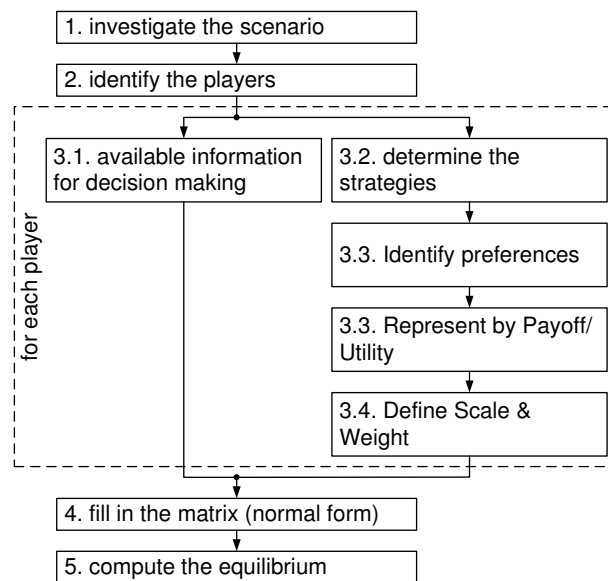 1. investigate the scenario
2. identify the players
for each player
3.1. available information
for decision making
3.2. determine the
strategies
3.3. Identify preferences
3.3. Represent by Payoff/
Utility
3.4. Define Scale &
Weight
4. fill in the matrix (normal form)
5. compute the equilibrium